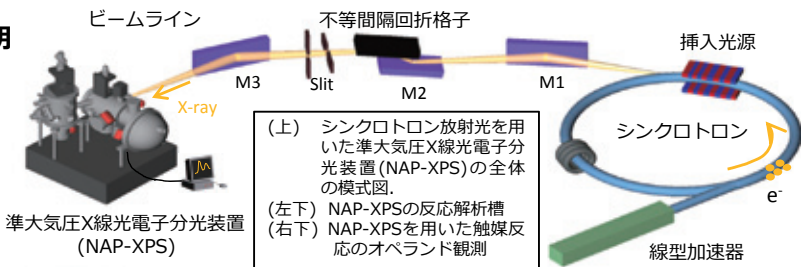 ビームライン
不等間隔回折格子
挿入光源
明
M3
Slit
M2
M1
X-ray
シンクロトロン
e⁻
線型加速器
準大気圧X線光電子分光装置
(NAP-XPS)
(上) シンクロトロン放射光を用
いた準大気圧X線光電子分
光装置(NAP-XPS)の全体
の模式図.
(左下) NAP-XPSの反応解析槽
(右下) NAP-XPSを用いた触媒反
応のオペランド観測